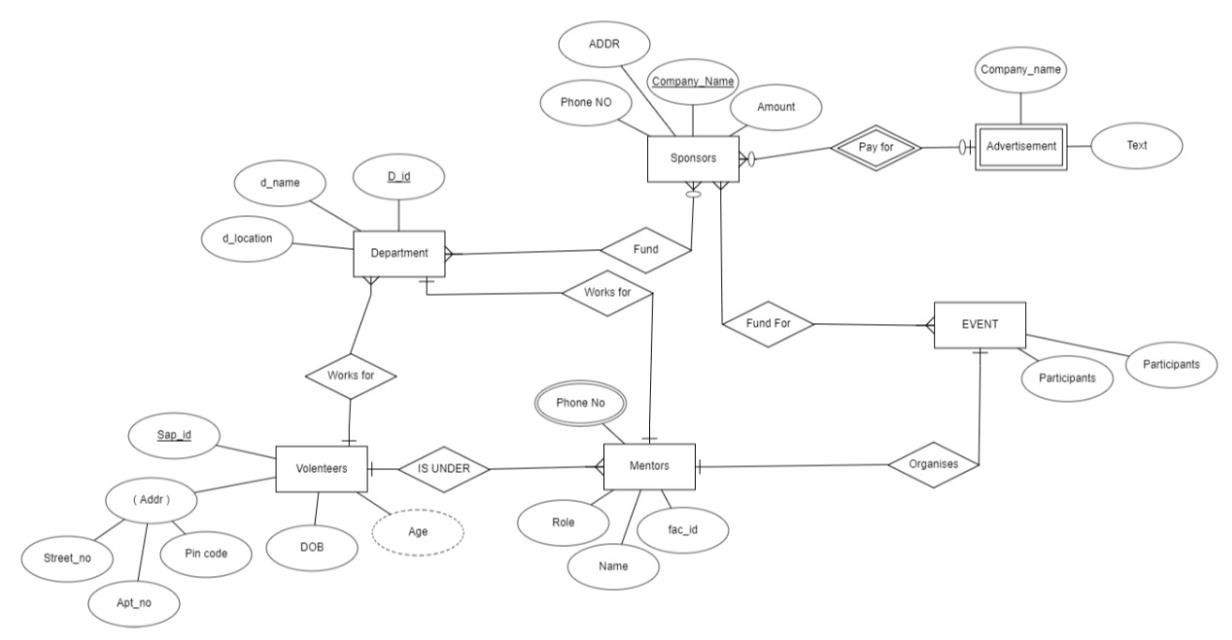 ADDR
Company_Name
Company_name
Phone NO
Amount
Sponsors
Pay for
Advertisement
Text
d_name
D_id
d_location
Department
Fund
Works for
Fund For
EVENT
Participants
Participants
Works for
Phone No
Sap_id
Volenteers
IS UNDER
Mentors
Organises
( Addr )
Role
fac_id
Age
Street_no
Pin code
DOB
Name
Apt_no